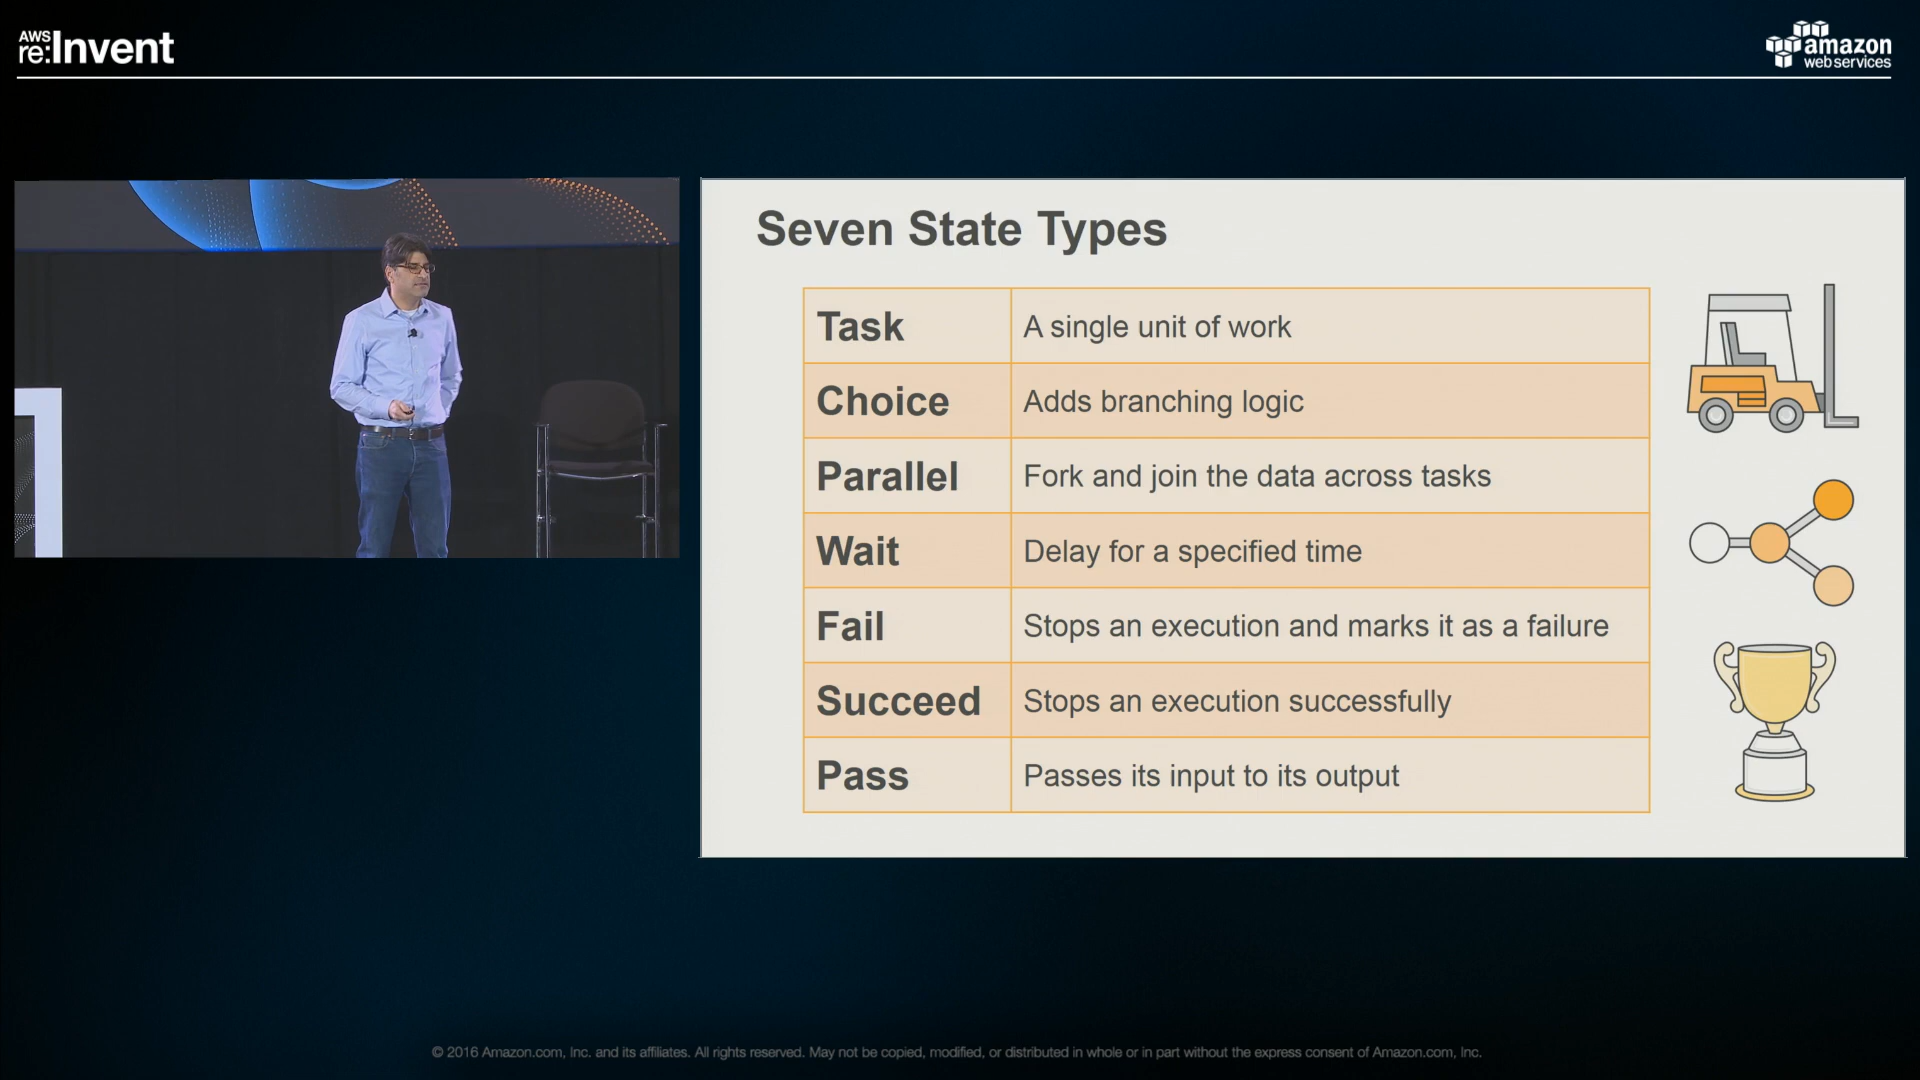 AWS
re:Invent
amazon
web services
Seven State Types
Task A single unit of work
Choice Adds branching logic
Parallel Fork and join the data across tasks
Wait Delay for a specified time
Fail Stops an execution and marks it as a failure
Succeed Stops an execution successfully
Pass Passes its input to its output
© 2016 Amazon.com, Inc. and its affiliates. All rights reserved. May not be copied, modified, or distributed in whole or in part without the express consent of Amazon.com, Inc.